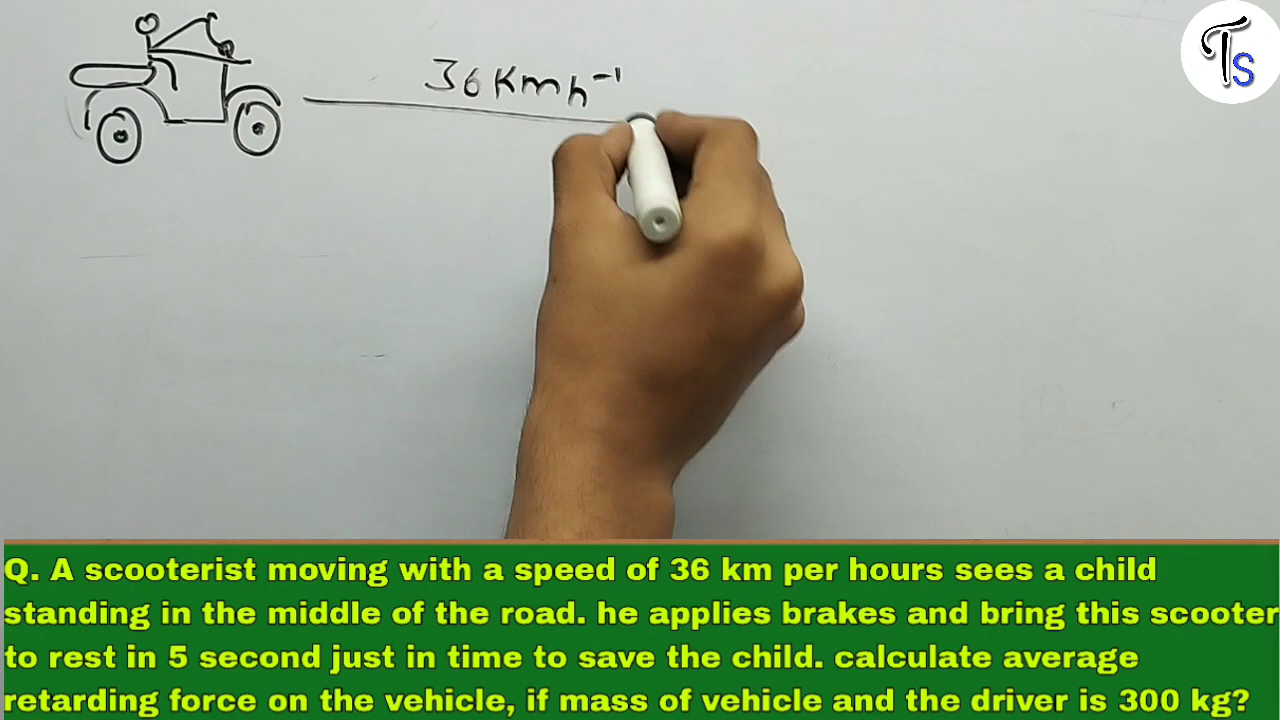 36 Kmh⁻¹
Ts
Q. A scooterist moving with a speed of 36 km per hours sees a child
standing in the middle of the road. he applies brakes and bring this scooter
to rest in 5 second just in time to save the child. calculate average
retarding force on the vehicle, if mass of vehicle and the driver is 300 kg?